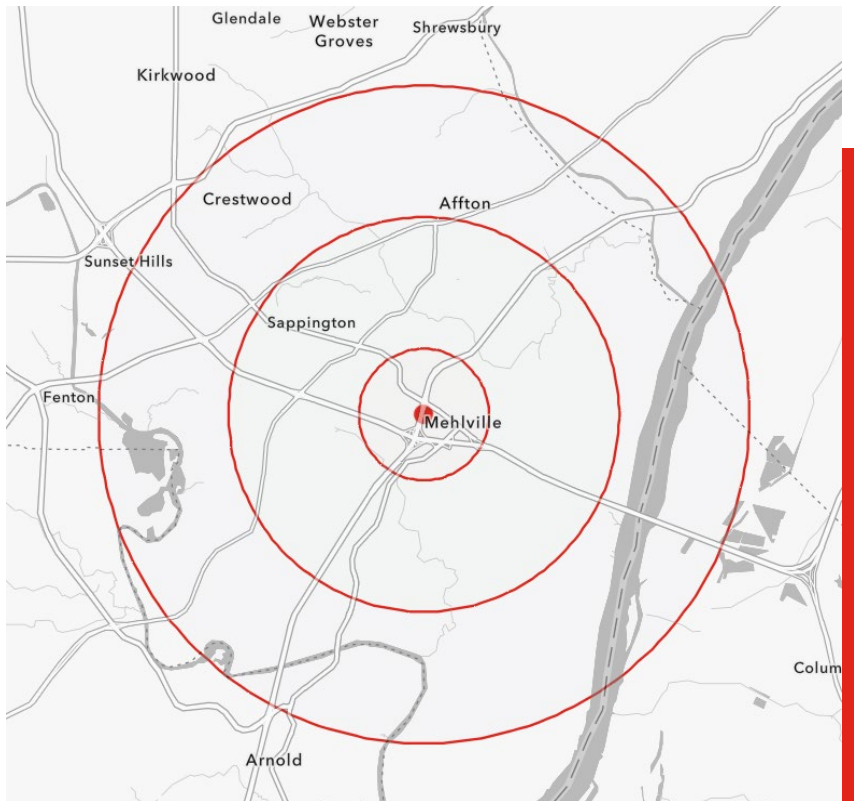 Glendale
Webster
Groves
Shrewsbury
Kirkwood
Crestwood
Affton
Sunset Hills
Sappington
Fenton
Mehlville
Colum
Arnold